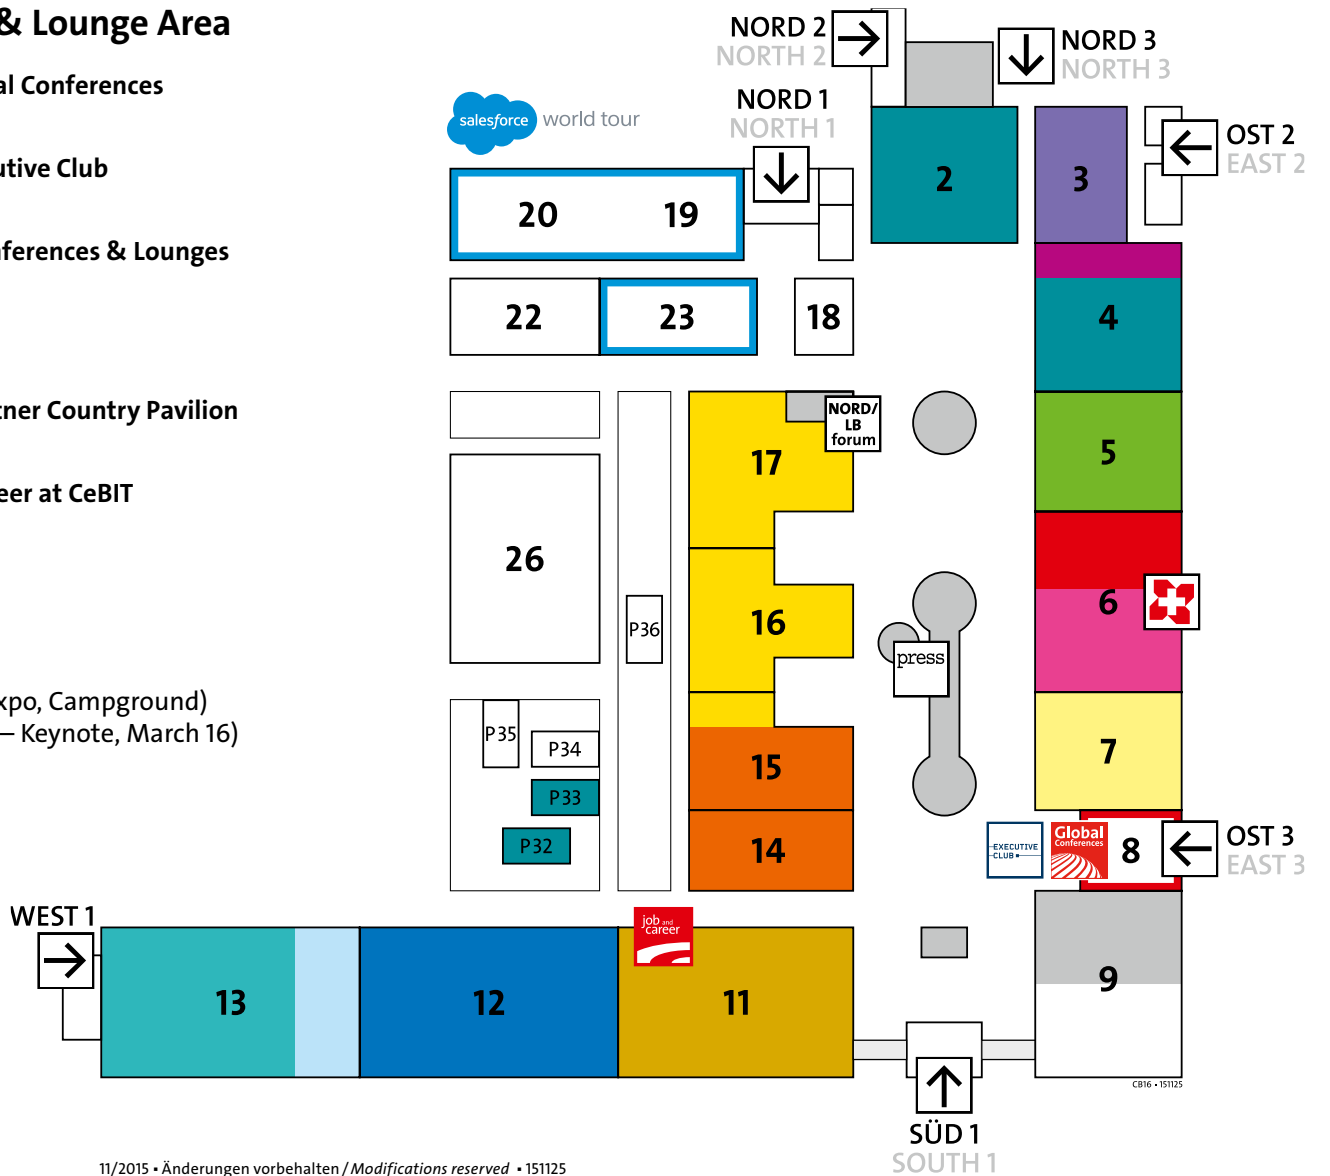 & Lounge Area
al Conferences
utive Club
nferences & Lounges
tner Country Pavilion
eer at CeBIT
xpo, Campground)
– Keynote, March 16)
NORD 2
NORTH 2
NORD 3
NORTH 3
NORD 1
NORTH 1
OST 2
EAST 2
salesforce world tour
20
19
2
3
22
23
18
4
17
NORD/
LB
forum
5
26
P36
16
6
press
P35
P34
P33
P32
15
14
7
EXECUTIVE
CLUB
Global
Conferences
8
OST 3
EAST 3
WEST 1
job and
career
13
12
11
9
CB16 • 151125
SÜD 1
SOUTH 1
11/2015 ▪ Änderungen vorbehalten / Modifications reserved ▪ 151125